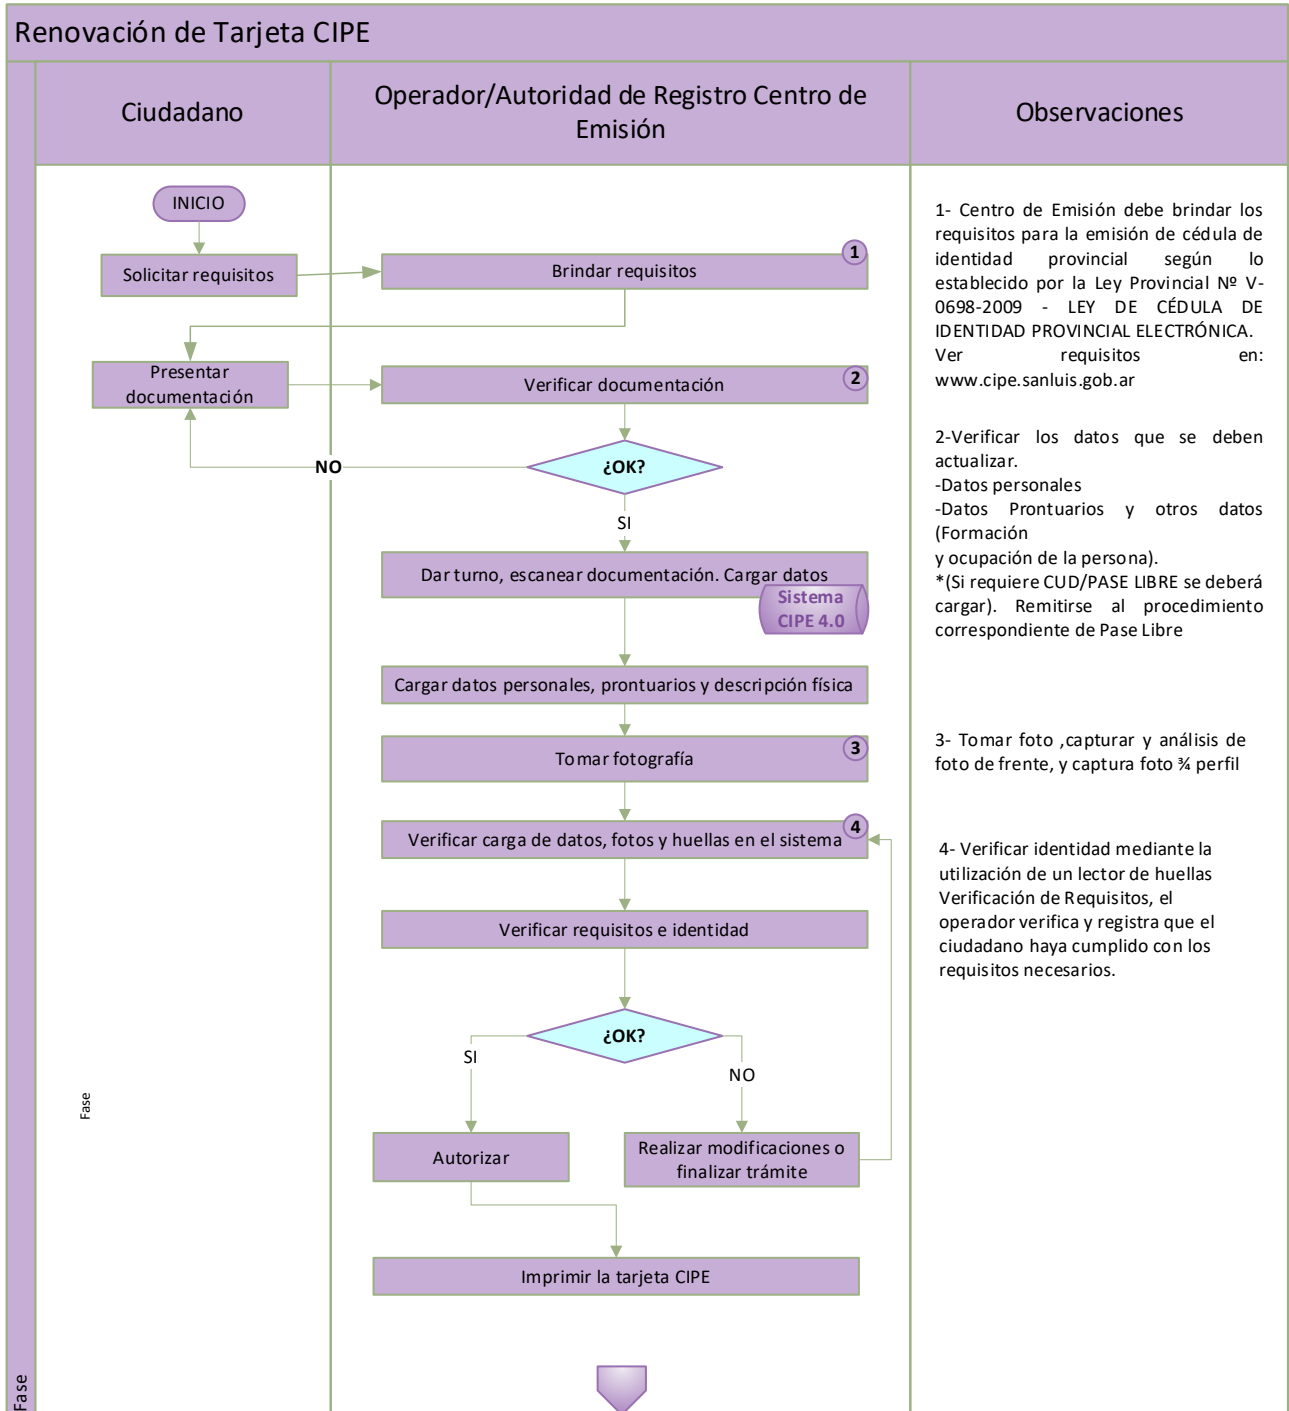 Renovación de Tarjeta CIPE
Ciudadano
Operador/Autoridad de Registro Centro de
Emisión
Observaciones
INICIO
Solicitar requisitos
Brindar requisitos
1
Presentar
documentación
Verificar documentación
2
¿OK?
NO
SI
Dar turno, escanear documentación. Cargar datos
Sistema
CIPE 4.0
Cargar datos personales, prontuarios y descripción física
Tomar fotografía
3
Verificar carga de datos, fotos y huellas en el sistema
4
Verificar requisitos e identidad
¿OK?
SI
NO
Autorizar
Realizar modificaciones o
finalizar trámite
Imprimir la tarjeta CIPE
Fase
Fase
1- Centro de Emisión debe brindar los
requisitos para la emisión de cédula de
identidad provincial según lo
establecido por la Ley Provincial Nº V-
0698-2009 - LEY DE CÉDULA DE
IDENTIDAD PROVINCIAL ELECTRÓNICA.
Ver requisitos en:
www.cipe.sanluis.gob.ar
2-Verificar los datos que se deben
actualizar.
-Datos personales
-Datos Prontuarios y otros datos
(Formación
y ocupación de la persona).
*(Si requiere CUD/PASE LIBRE se deberá
cargar). Remitirse al procedimiento
correspondiente de Pase Libre
3- Tomar foto ,capturar y análisis de
foto de frente, y captura foto ¾ perfil
4- Verificar identidad mediante la
utilización de un lector de huellas
Verificación de Requisitos, el
operador verifica y registra que el
ciudadano haya cumplido con los
requisitos necesarios.